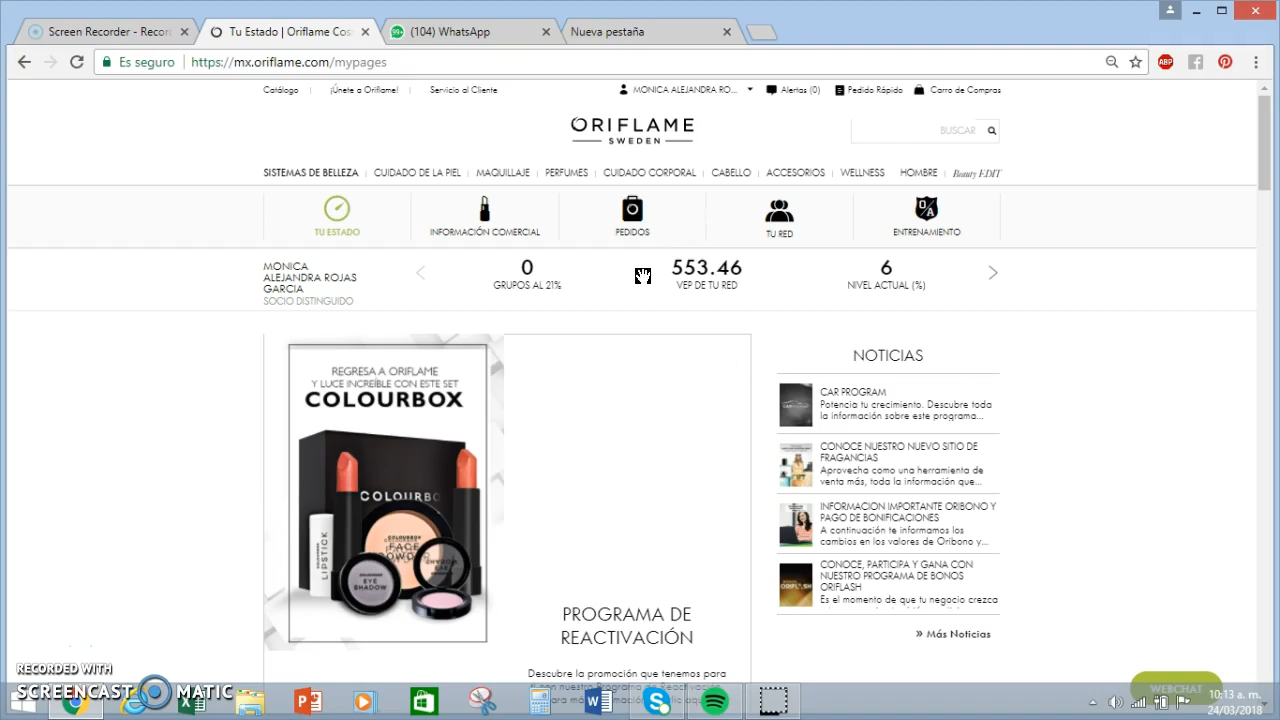 Screen Recorder - Recor
Tu Estado | Oriflame Cos
99+
(104) WhatsApp
Nueva pestaña
Es seguro
https://mx.oriflame.com/mypages
ABP
Catálogo
¡Únete a Oriflame!
Servicio al Cliente
MONICA ALEJANDRA RO...
Alertas (0)
Pedido Rápido
Carro de Compras
ORIFLAME
SWEDEN
BUSCAR
SISTEMAS DE BELLEZA
CUIDADO DE LA PIEL
MAQUILLAJE
PERFUMES
CUIDADO CORPORAL
CABELLO
ACCESORIOS
WELLNESS
HOMBRE
Beauty EDIT
TU ESTADO
INFORMACIÓN COMERCIAL
PEDIDOS
TU RED
OA
ENTRENAMIENTO
MONICA
ALEJANDRA ROJAS
GARCIA
SOCIO DISTINGUIDO
0
GRUPOS AL 21%
553.46
VEP DE TU RED
6
NIVEL ACTUAL (%)
REGRESA A ORIFLAME
Y LUCE INCREÍBLE CON ESTE SET
COLOURBOX
COLOURBO
LIPSTICK
COLOURBOX
FACE
POWDER
EYE
SHADOW
PROGRAMA DE
REACTIVACIÓN
Descubre la promoción que tenemos para
NOTICIAS
CAR PROGRAM
Potencia tu crecimiento. Descubre toda
la información sobre este programa...
CONOCE NUESTRO NUEVO SITIO DE
FRAGANCIAS
Aprovecha como una herramienta de
venta más, toda la información que...
INFORMACION IMPORTANTE ORIBONO Y
PAGO DE BONIFICACIONES
A continuación te informamos los
cambios en los valores de Oribono y...
CONOCE, PARTICIPA Y GANA CON
NUESTRO PROGRAMA DE BONOS
ORIFLASH
Es el momento de que tu negocio crezca
» Más Noticias
WEBCHAT
RECORDED WITH
SCREENCAST MATIC
10:13 a. m.
24/03/2018